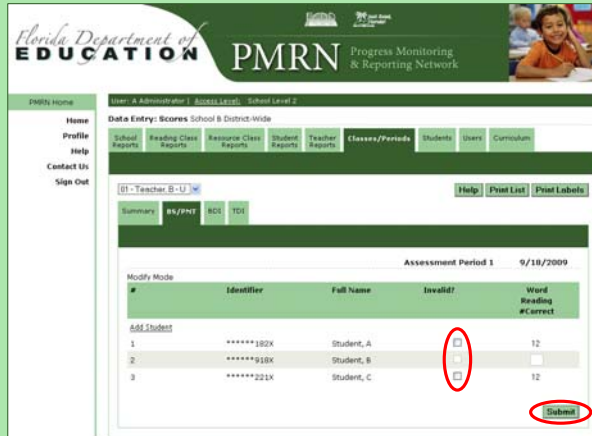 Florida Department of
EDUCATION
PMRN Progress Monitoring
& Reporting Network
PMRN Home
Home
Profile
Help
Contact Us
Sign Out
User: A Administrator | Access Level: School Level 2
Data Entry: Scores School B District-Wide
School Reports
Reading Class Reports
Resource Class Reports
Student Reports
Teacher Reports
Classes/Periods
Students
Users
Curriculum
01 - Teacher, B - U
Help Print List Print Labels
Summary BS/PNT BDI TDI
Assessment Period 1 9/18/2009
Modify Mode
# Identifier Full Name Invalid? Word Reading #Correct
Add Student
1 ******182X Student, A 12
2 ******918X Student, B
3 ******221X Student, C 12
Submit